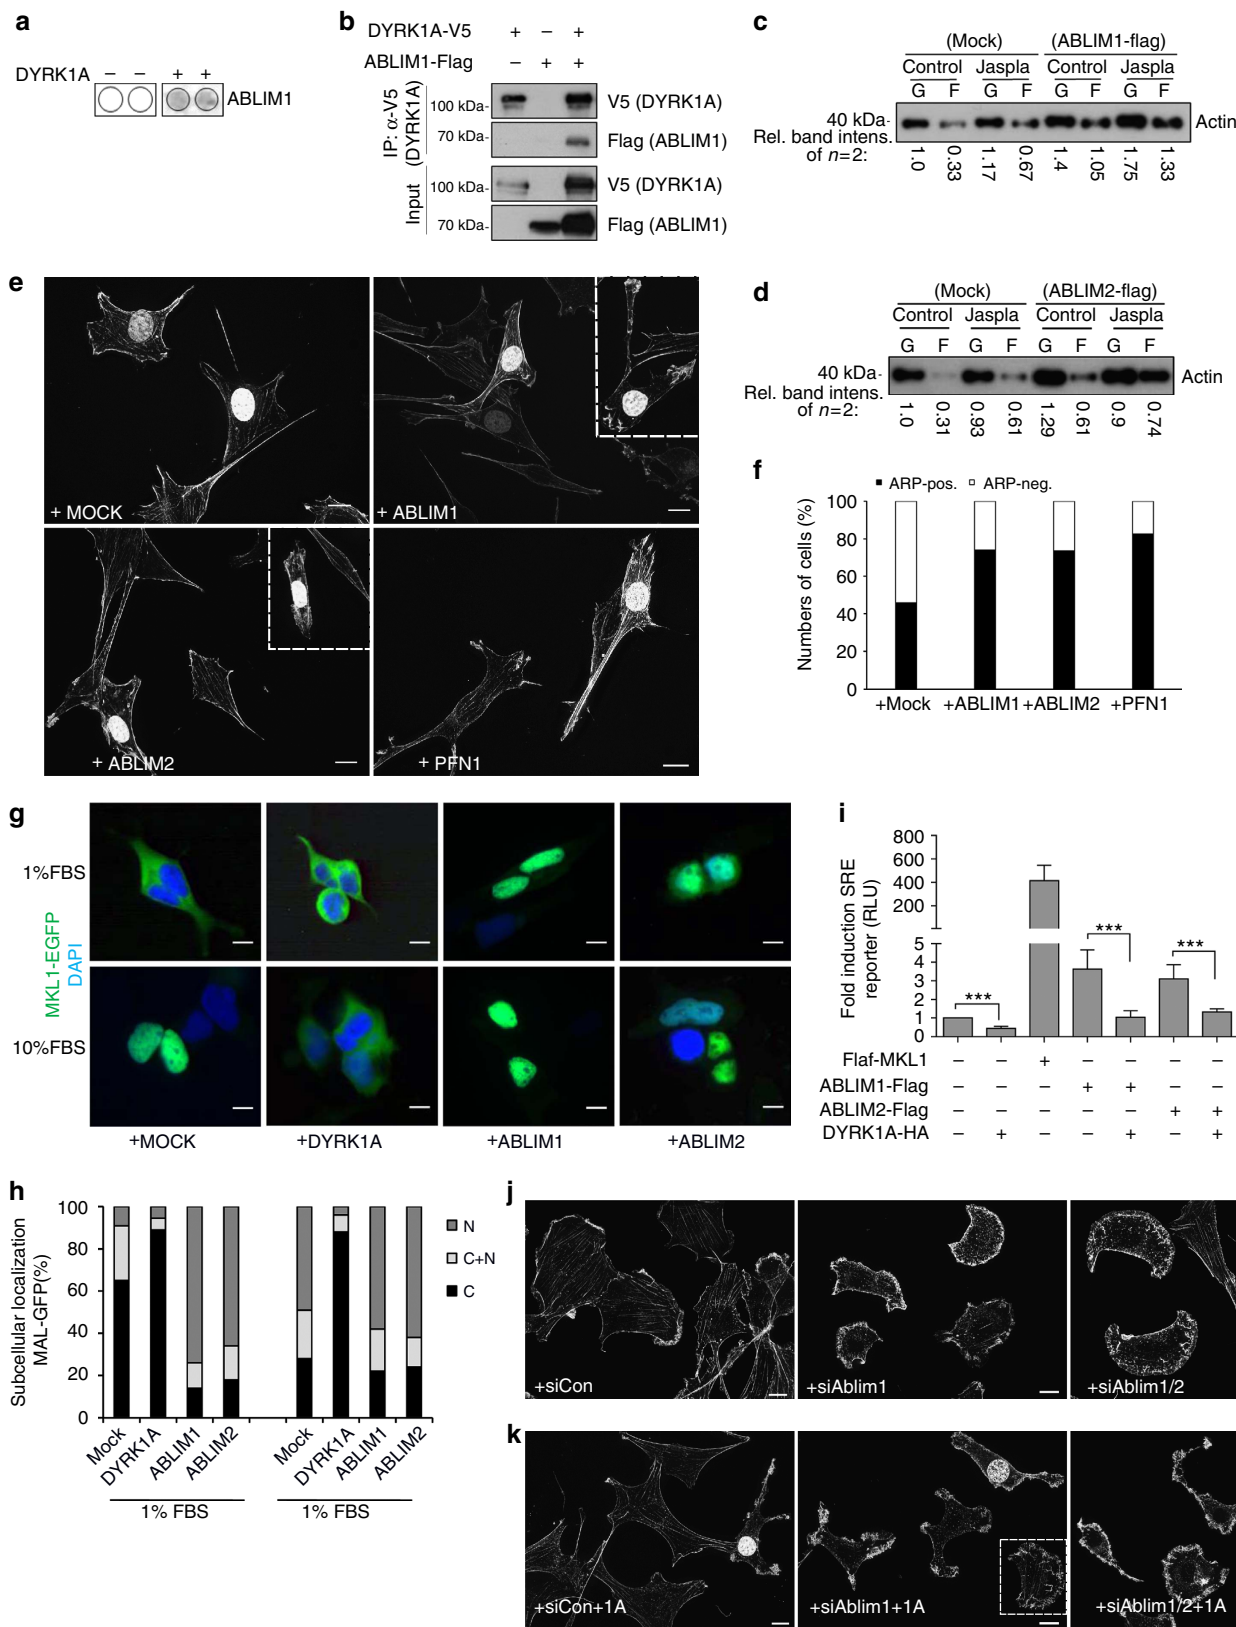 a
DYRK1A – – + +
ABLIM1
b
DYRK1A-V5 + – +
ABLIM1-Flag – + +
IP: α-V5
(DYRK1A)
100 kDa-
V5 (DYRK1A)
70 kDa-
Flag (ABLIM1)
Input
100 kDa-
V5 (DYRK1A)
70 kDa-
Flag (ABLIM1)
c
(Mock) (ABLIM1-flag)
Control Jaspla Control Jaspla
G F G F G F G F
40 kDa-
Actin
Rel. band intens.
of n=2:
1.0 0.33 1.17 0.67 1.4 1.05 1.75 1.33
d
(Mock) (ABLIM2-flag)
Control Jaspla Control Jaspla
G F G F G F G F
40 kDa-
Actin
Rel. band intens.
of n=2:
1.0 0.31 0.93 0.61 1.29 0.61 0.9 0.74
e
+ MOCK
+ ABLIM1
+ ABLIM2
+ PFN1
f
ARP-pos. ARP-neg.
Numbers of cells (%)
100
80
60
40
20
0
+Mock +ABLIM1 +ABLIM2 +PFN1
g
MKL1-EGFP
DAPI
1%FBS
10%FBS
+MOCK +DYRK1A +ABLIM1 +ABLIM2
h
Subcellular localization
MAL-GFP(%)
100
80
60
40
20
0
N
C+N
C
Mock DYRK1A ABLIM1 ABLIM2 Mock DYRK1A ABLIM1 ABLIM2
1% FBS 1% FBS
i
Fold induction SRE
reporter (RLU)
800
600
400
200
5
4
3
2
1
0
*** *** ***
Flaf-MKL1 – – + – – – –
ABLIM1-Flag – – – + + – –
ABLIM2-Flag – – – – – + +
DYRK1A-HA – + – – + – +
j
+siCon
+siAblim1
+siAblim1/2
k
+siCon+1A
+siAblim1+1A
+siAblim1/2+1A